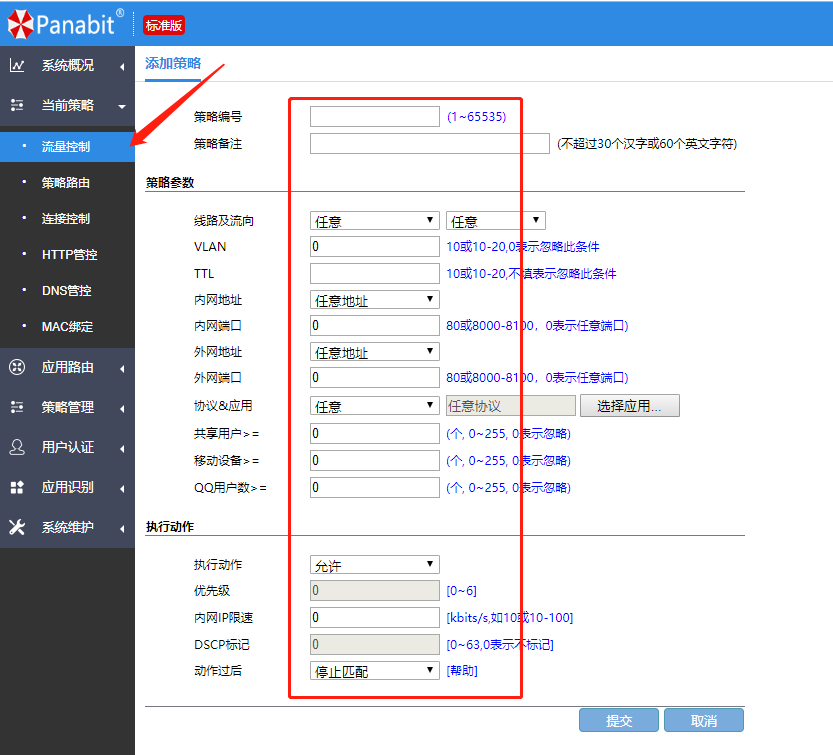 Panabit® 标准版
系统概况
当前策略
流量控制
策略路由
连接控制
HTTP管控
DNS管控
MAC绑定
应用路由
策略管理
用户认证
应用识别
系统维护
添加策略
策略编号 (1~65535)
策略备注 (不超过30个汉字或60个英文字符)
策略参数
线路及流向 任意 任意
VLAN 0 10或10-20,0表示忽略此条件
TTL 10或10-20,不填表示忽略此条件
内网地址 任意地址
内网端口 0 80或8000-8100，0表示任意端口)
外网地址 任意地址
外网端口 0 80或8000-8100，0表示任意端口)
协议&应用 任意 任意协议 选择应用...
共享用户>= 0 (个, 0~255, 0表示忽略)
移动设备>= 0 (个, 0~255, 0表示忽略)
QQ用户数>= 0 (个, 0~255, 0表示忽略)
执行动作
执行动作 允许
优先级 0 [0~6]
内网IP限速 0 [kbits/s,如10或10-100]
DSCP标记 0 [0~63,0表示不标记]
动作过后 停止匹配 [帮助]
提交 取消